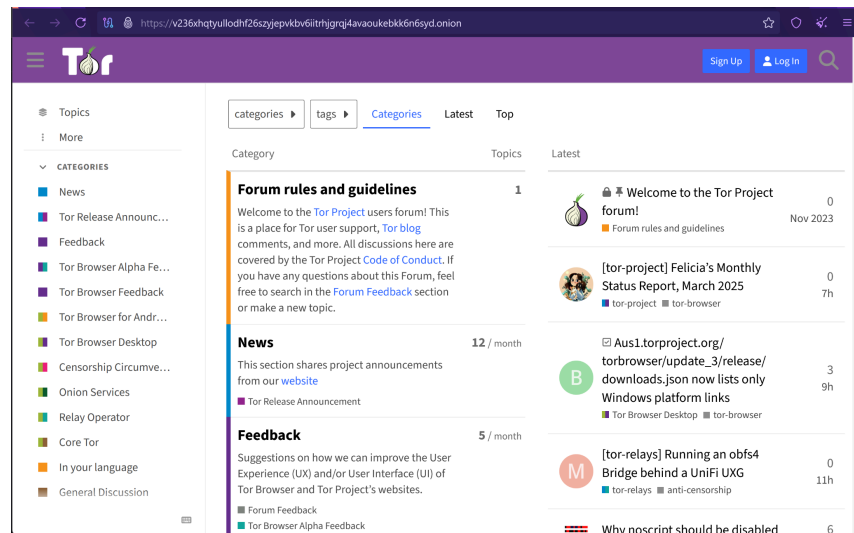 https://v236xhqtyullodhf26szyjepvkbv6iitrhjgrqj4avaoukebkk6n6syd.onion
Tor
Sign Up
Log In
Topics
More
CATEGORIES
News
Tor Release Announc...
Feedback
Tor Browser Alpha Fe...
Tor Browser Feedback
Tor Browser for Andr...
Tor Browser Desktop
Censorship Circumve...
Onion Services
Relay Operator
Core Tor
In your language
General Discussion
categories
tags
Categories
Latest
Top
Category
Topics
Forum rules and guidelines
1
Welcome to the Tor Project users forum! This
is a place for Tor user support, Tor blog
comments, and more. All discussions here are
covered by the Tor Project Code of Conduct. If
you have any questions about this Forum, feel
free to search in the Forum Feedback section
or make a new topic.
News
12 / month
This section shares project announcements
from our website
Tor Release Announcement
Feedback
5 / month
Suggestions on how we can improve the User
Experience (UX) and/or User Interface (UI) of
Tor Browser and Tor Project's websites.
Forum Feedback
Tor Browser Alpha Feedback
Latest
Welcome to the Tor Project
forum!
Forum rules and guidelines
0
Nov 2023
[tor-project] Felicia's Monthly
Status Report, March 2025
tor-project tor-browser
0
7h
B
Aus1.torproject.org/
torbrowser/update_3/release/
downloads.json now lists only
Windows platform links
Tor Browser Desktop tor-browser
3
9h
M
[tor-relays] Running an obfs4
Bridge behind a UniFi UXG
tor-relays anti-censorship
0
11h
Why noscript should be disabled
6